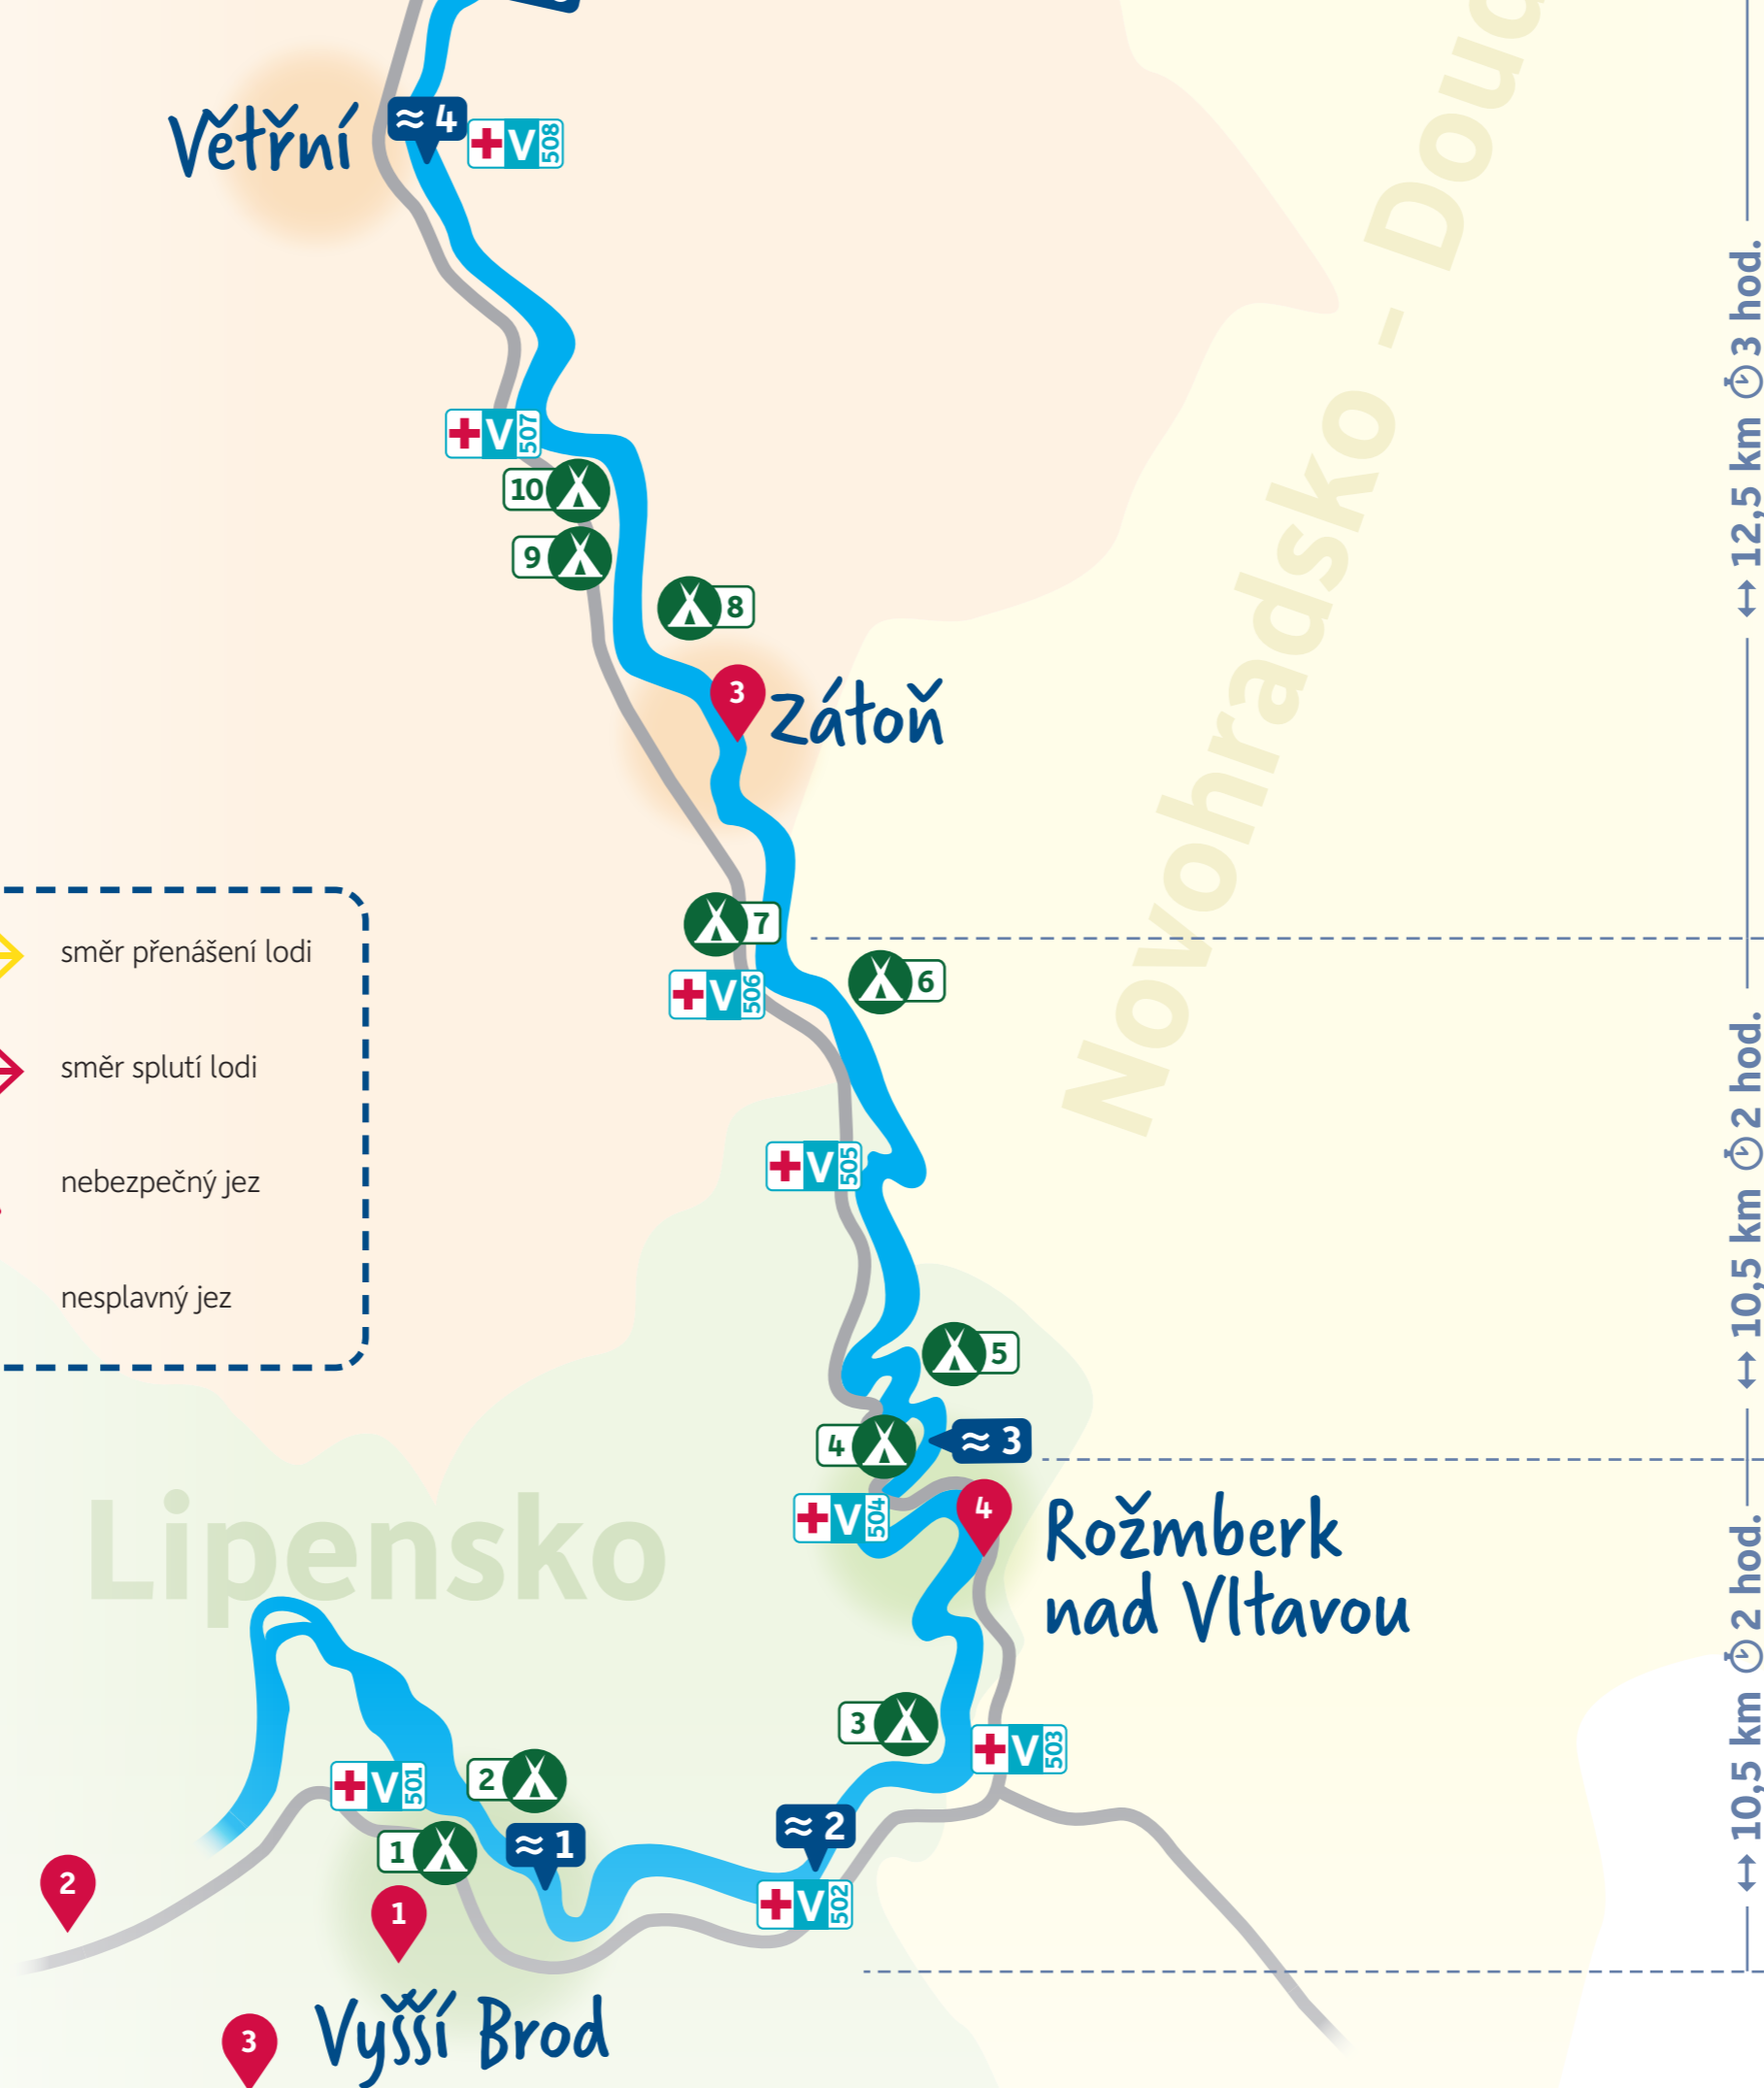 Větřní
≈ 4
V 508
Novohradsko - Doud
3 hod.
12,5 km
V 507
10
9
8
3
Zátoň
7
6
V 506
směr přenášení lodi
směr splutí lodi
nebezpečný jez
nesplavný jez
2 hod.
10,5 km
V 505
5
4
≈ 3
V 504
4
Rožmberk
nad Vltavou
Lipensko
2 hod.
10,5 km
3
V 503
V 501
2
≈ 1
≈ 2
1
V 502
2
1
3
Vyšší Brod